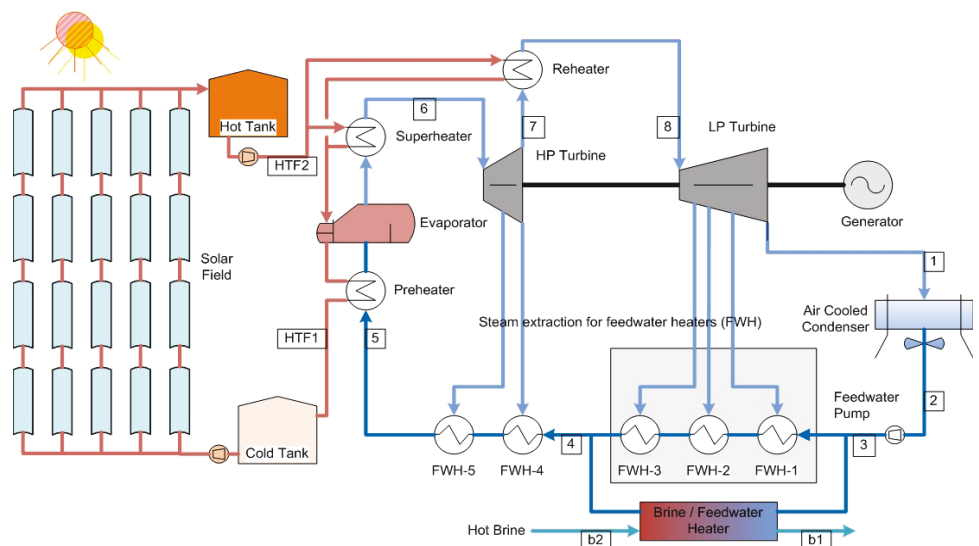 Reheater
6
Hot Tank
Superheater
7
8
LP Turbine
HP Turbine
HTF2
Evaporator
Generator
Solar
Field
1
Preheater
Air Cooled
Condenser
Steam extraction for feedwater heaters (FWH)
HTF1
5
Feedwater
Pump
2
Cold Tank
4
3
FWH-5
FWH-4
FWH-3
FWH-2
FWH-1
Brine / Feedwater
Heater
Hot Brine
b2
b1